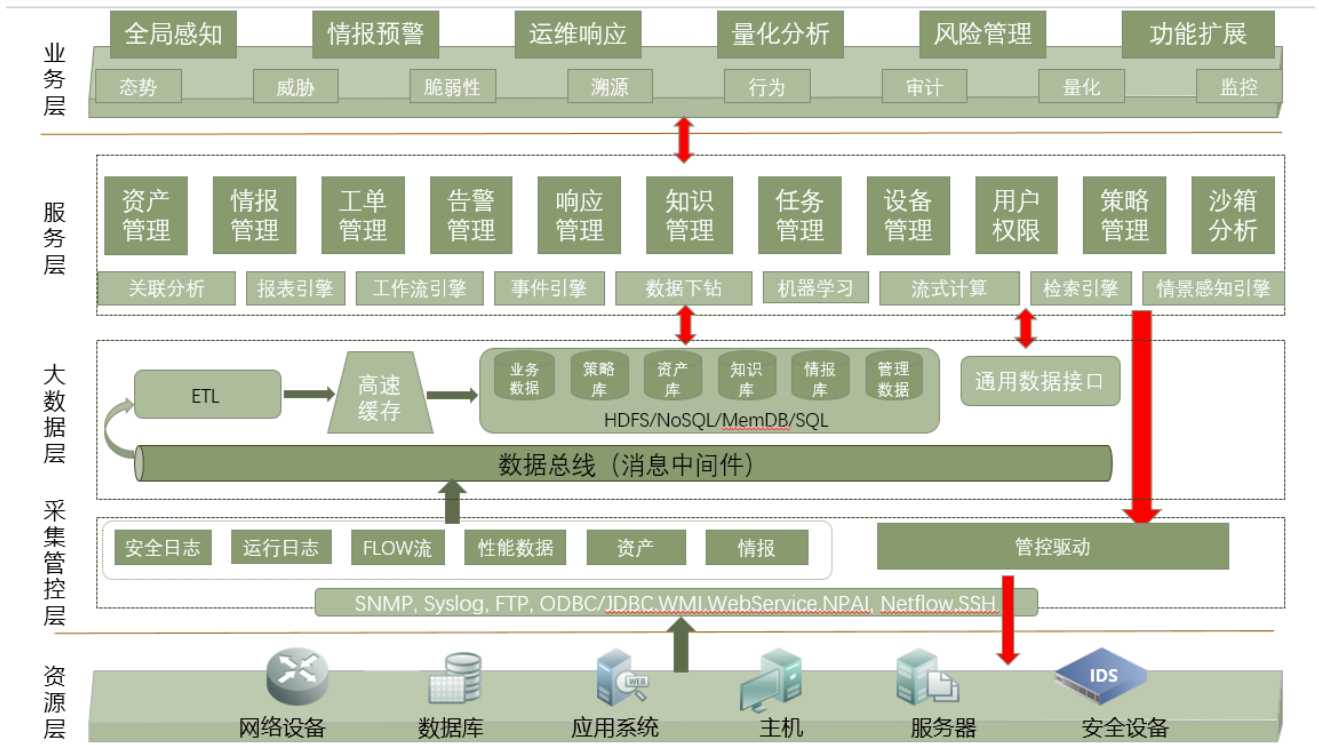 业务层
全局感知 情报预警 运维响应 量化分析 风险管理 功能扩展
态势 威胁 脆弱性 溯源 行为 审计 量化 监控
服务层
资产 情报 工单 告警 响应 知识 任务 设备 用户 策略 沙箱
管理 管理 管理 管理 管理 管理 管理 管理 权限 管理 分析
关联分析 报表引擎 工作流引擎 事件引擎 数据下钻 机器学习 流式计算 检索引擎 情景感知引擎
大数据层
ETL
高速
缓存
业务 策略 资产 知识 情报 管理
数据 库 库 库 库 数据
HDFS/NoSQL/MemDB/SQL
通用数据接口
数据总线（消息中间件）
采集管控层
安全日志 运行日志 FLOW流 性能数据 资产 情报
管控驱动
SNMP, Syslog, FTP, ODBC/JDBC.WMI.WebService.NPAI, Netflow.SSH
资源层
WEB
IDS
网络设备 数据库 应用系统 主机 服务器 安全设备